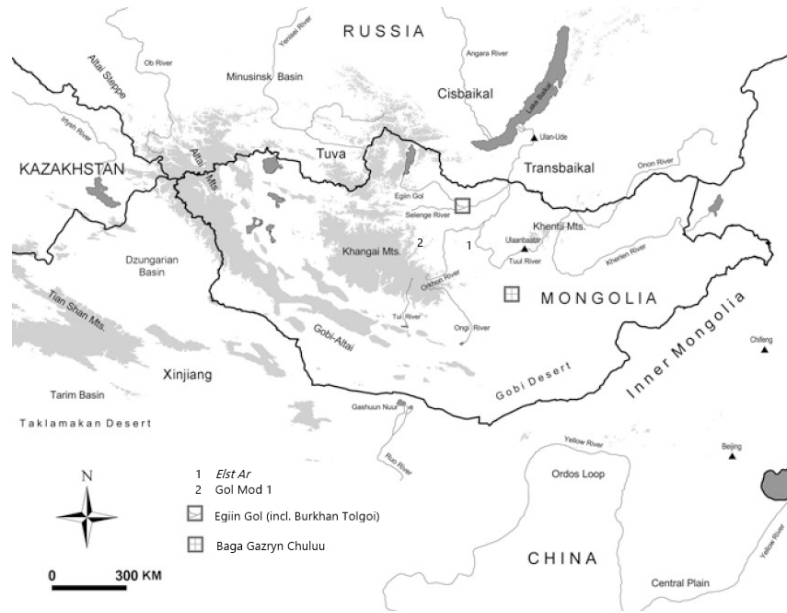 RUSSIA
Yenisei River
Angara River
Ob River
Altai Steppe
Minusinsk Basin
Cisbaikal
Lake Baikal
Irtysh River
Ulan-Ude
Tuva
Transbaikal
Onon River
KAZAKHSTAN
Altai Mts.
Egiin Gol
Selenge River
Khentii Mts.
Ulaanbaatar
2
1
Khangai Mts.
Tuul River
Kherlen River
Dzungarian
Basin
Orkhon River
MONGOLIA
Tui River
Ongi River
Tian Shan Mts.
Gobi-Altai
Inner Mongolia
Chifeng
Xinjiang
Gobi Desert
Tarim Basin
Gashuun Nuur
Taklamakan Desert
Yellow River
Beijing
Ruo River
Ordos Loop
N
1 Elst Ar
2 Gol Mod 1
Egiin Gol (incl. Burkhan Tolgoi)
Baga Gazryn Chuluu
Yellow River
CHINA
0 300 KM
Central Plain